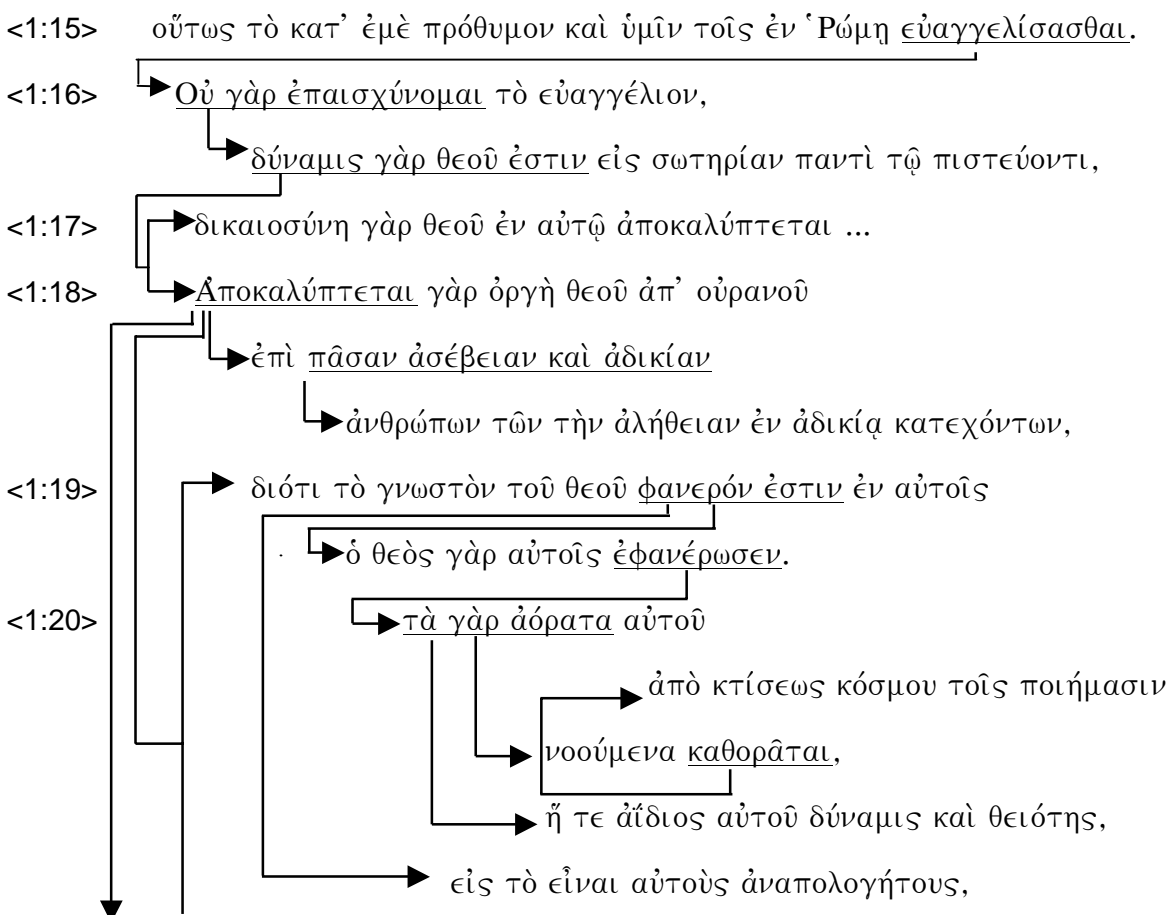 <1:15> οὕτως τὸ κατ’ ἐμὲ πρόθυμον καὶ ὑμῖν τοῖς ἐν Ῥώμῃ εὐαγγελίσασθαι.
<1:16> Οὐ γὰρ ἐπαισχύνομαι τὸ εὐαγγέλιον,
δύναμις γὰρ θεοῦ ἐστιν εἰς σωτηρίαν παντὶ τῷ πιστεύοντι,
<1:17> δικαιοσύνη γὰρ θεοῦ ἐν αὐτῷ ἀποκαλύπτεται ...
<1:18> Ἀποκαλύπτεται γὰρ ὀργὴ θεοῦ ἀπ’ οὐρανοῦ
ἐπὶ πᾶσαν ἀσέβειαν καὶ ἀδικίαν
ἀνθρώπων τῶν τὴν ἀλήθειαν ἐν ἀδικίᾳ κατεχόντων,
<1:19> διότι τὸ γνωστὸν τοῦ θεοῦ φανερόν ἐστιν ἐν αὐτοῖς
ὁ θεὸς γὰρ αὐτοῖς ἐφανέρωσεν.
<1:20> τὰ γὰρ ἀόρατα αὐτοῦ
ἀπὸ κτίσεως κόσμου τοῖς ποιήμασιν
νοούμενα καθορᾶται,
ἥ τε ἀΐδιος αὐτοῦ δύναμις καὶ θειότης,
εἰς τὸ εἶναι αὐτοὺς ἀναπολογήτους,